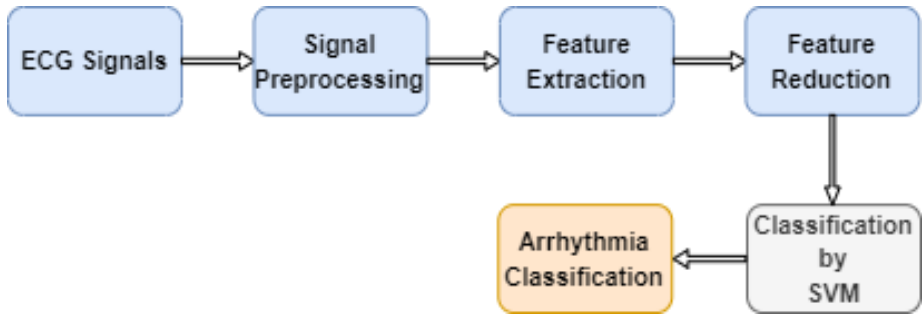 ECG Signals
Signal
Preprocessing
Feature
Extraction
Feature
Reduction
Classification
by
SVM
Arrhythmia
Classification